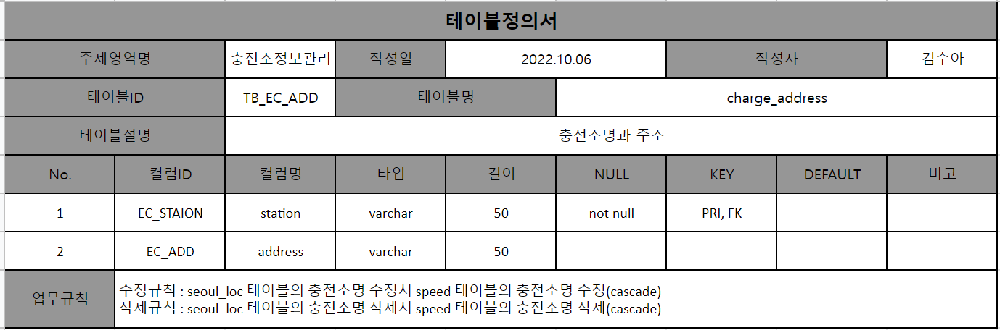 테이블정의서
주제영역명 충전소정보관리 작성일 2022.10.06 작성자 김수아
테이블ID TB_EC_ADD 테이블명 charge_address
테이블설명 충전소명과 주소
No. 컬럼ID 컬럼명 타입 길이 NULL KEY DEFAULT 비고
1 EC_STAION station varchar 50 not null PRI, FK
2 EC_ADD address varchar 50
업무규칙 수정규칙 : seoul_loc 테이블의 충전소명 수정시 speed 테이블의 충전소명 수정(cascade)
삭제규칙 : seoul_loc 테이블의 충전소명 삭제시 speed 테이블의 충전소명 삭제(cascade)